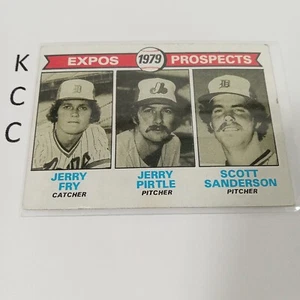 K
C
C
EXPOS 1979 PROSPECTS
JERRY FRY
CATCHER
JERRY PIRTLE
PITCHER
SCOTT SANDERSON
PITCHER